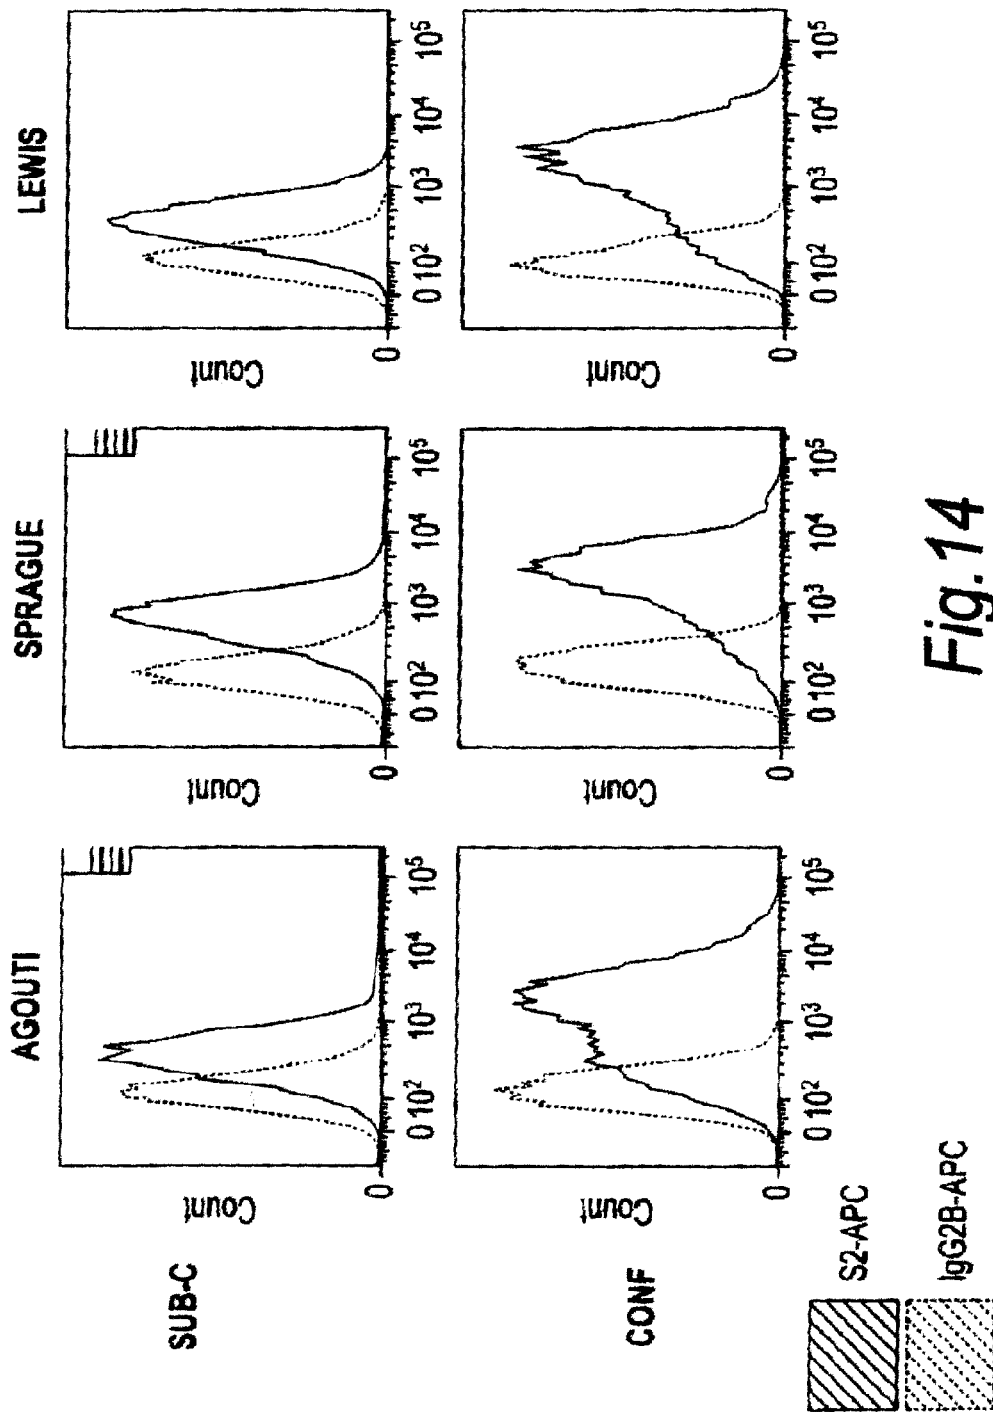 AGOUTI
SPRAGUE
LEWIS
SUB-C
Count
0
0 10² 10³ 10⁴ 10⁵
Count
0
0 10² 10³ 10⁴ 10⁵
Count
0
0 10² 10³ 10⁴ 10⁵
CONF
Count
0
0 10² 10³ 10⁴ 10⁵
Count
0
0 10² 10³ 10⁴ 10⁵
Count
0
0 10² 10³ 10⁴ 10⁵
S2-APC
IgG2B-APC
Fig.14